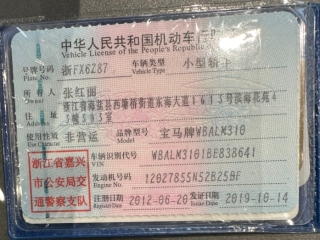 中华人民共和国机动车行驶
Vehicle License of the People's Republic
号牌号码 浙FX6Z87 车辆类型 小型轿车
Plate No. Vehicle Type
所有人 张红丽
Owner
住址 浙江省海盐县西塘桥街道东海大道1613号滨海花苑4
Address 幢503室
使用性质 非营运 品牌型号 宝马牌WBALM310
Use Character Model
浙江省嘉兴
市公安局交
通警察支队
车辆识别代号 WBALM3101BE838641
VIN
发动机号码 12027855N52B25BF
Engine No.
注册日期 2012-06-20 发证日期 2019-10-14
Register Date Issue Date